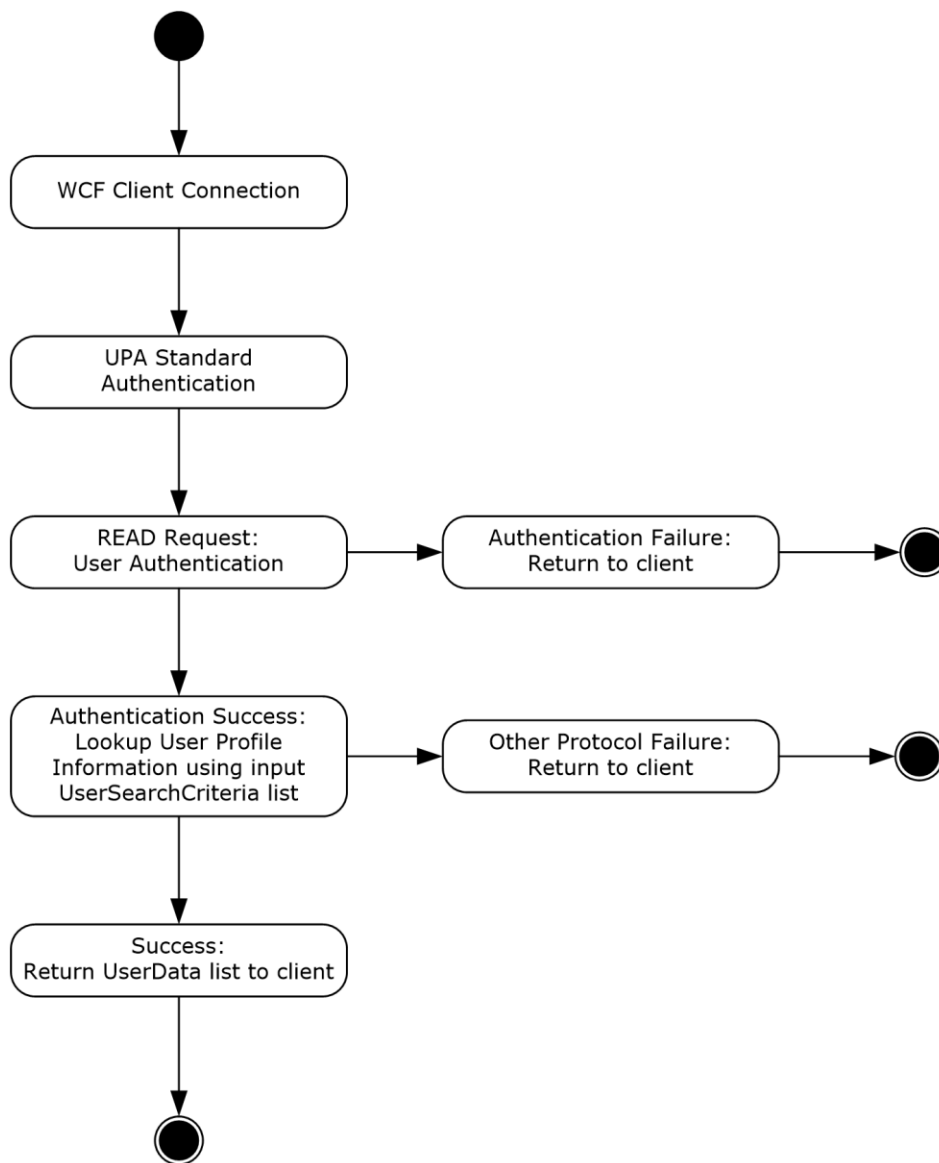 WCF Client Connection
UPA Standard
Authentication
READ Request:
User Authentication
Authentication Failure:
Return to client
Authentication Success:
Lookup User Profile
Information using input
UserSearchCriteria list
Other Protocol Failure:
Return to client
Success:
Return UserData list to client